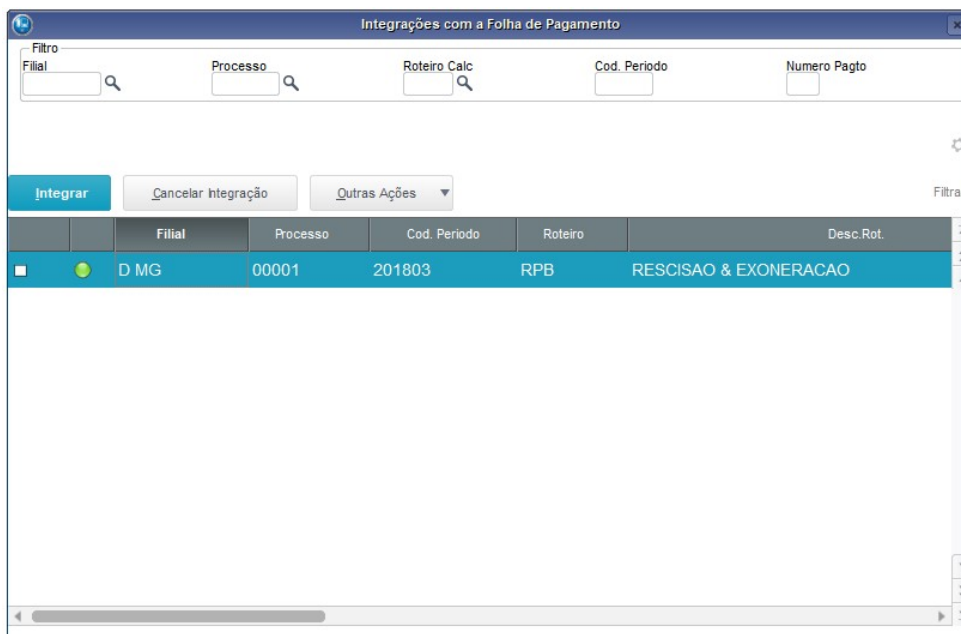 Integrações com a Folha de Pagamento
Filtro
Filial Processo Roteiro Calc Cod. Periodo Numero Pagto
Integrar Cancelar Integração Outras Ações Filtra
Filial Processo Cod. Periodo Roteiro Desc.Rot.
D MG 00001 201803 RPB RESCISAO & EXONERACAO